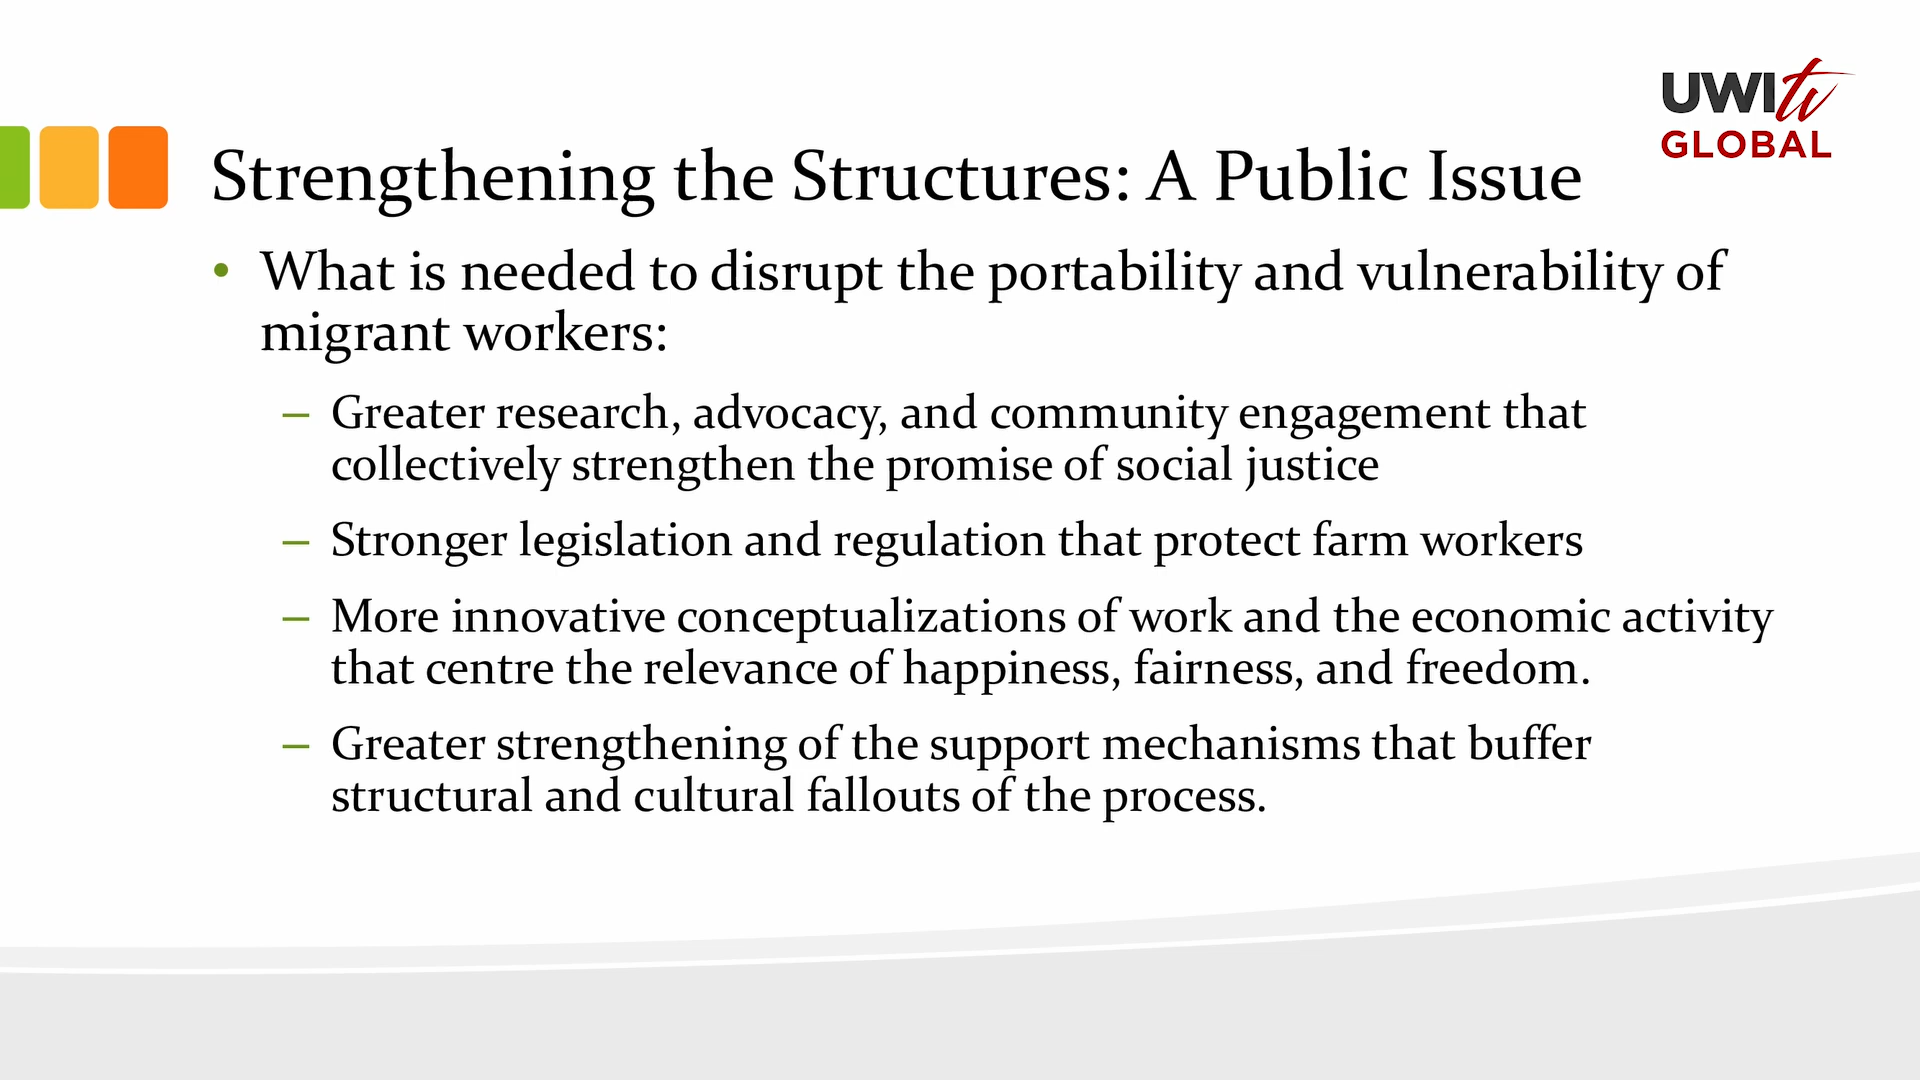 UWItv
GLOBAL
Strengthening the Structures: A Public Issue
• What is needed to disrupt the portability and vulnerability of
migrant workers:
– Greater research, advocacy, and community engagement that
collectively strengthen the promise of social justice
– Stronger legislation and regulation that protect farm workers
– More innovative conceptualizations of work and the economic activity
that centre the relevance of happiness, fairness, and freedom.
– Greater strengthening of the support mechanisms that buffer
structural and cultural fallouts of the process.